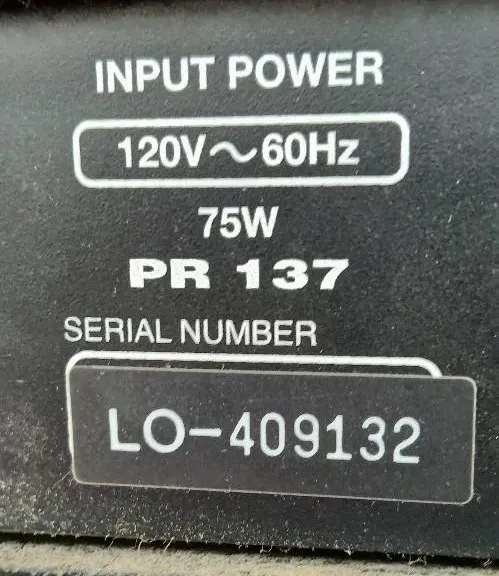 INPUT POWER
120V～60Hz
75W
PR 137
SERIAL NUMBER
LO-409132